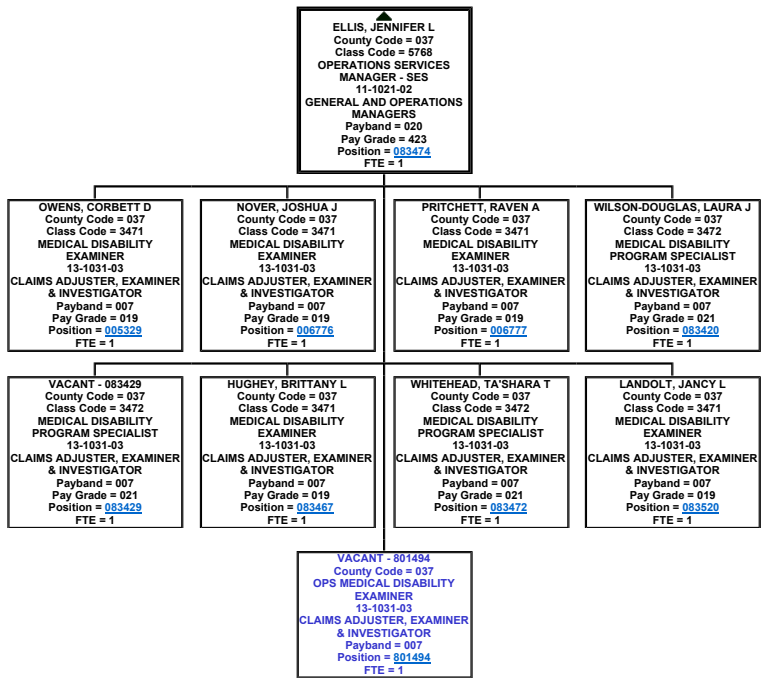 ELLIS, JENNIFER L
County Code = 037
Class Code = 5768
OPERATIONS SERVICES
MANAGER - SES
11-1021-02
GENERAL AND OPERATIONS
MANAGERS
Payband = 020
Pay Grade = 423
Position = 083474
FTE = 1
OWENS, CORBETT D
County Code = 037
Class Code = 3471
MEDICAL DISABILITY
EXAMINER
13-1031-03
CLAIMS ADJUSTER, EXAMINER
& INVESTIGATOR
Payband = 007
Pay Grade = 019
Position = 005329
FTE = 1
NOVER, JOSHUA J
County Code = 037
Class Code = 3471
MEDICAL DISABILITY
EXAMINER
13-1031-03
CLAIMS ADJUSTER, EXAMINER
& INVESTIGATOR
Payband = 007
Pay Grade = 019
Position = 006776
FTE = 1
PRITCHETT, RAVEN A
County Code = 037
Class Code = 3471
MEDICAL DISABILITY
EXAMINER
13-1031-03
CLAIMS ADJUSTER, EXAMINER
& INVESTIGATOR
Payband = 007
Pay Grade = 019
Position = 006777
FTE = 1
WILSON-DOUGLAS, LAURA J
County Code = 037
Class Code = 3472
MEDICAL DISABILITY
PROGRAM SPECIALIST
13-1031-03
CLAIMS ADJUSTER, EXAMINER
& INVESTIGATOR
Payband = 007
Pay Grade = 021
Position = 083420
FTE = 1
VACANT - 083429
County Code = 037
Class Code = 3472
MEDICAL DISABILITY
PROGRAM SPECIALIST
13-1031-03
CLAIMS ADJUSTER, EXAMINER
& INVESTIGATOR
Payband = 007
Pay Grade = 021
Position = 083429
FTE = 1
HUGHEY, BRITTANY L
County Code = 037
Class Code = 3471
MEDICAL DISABILITY
EXAMINER
13-1031-03
CLAIMS ADJUSTER, EXAMINER
& INVESTIGATOR
Payband = 007
Pay Grade = 019
Position = 083467
FTE = 1
WHITEHEAD, TA'SHARA T
County Code = 037
Class Code = 3472
MEDICAL DISABILITY
PROGRAM SPECIALIST
13-1031-03
CLAIMS ADJUSTER, EXAMINER
& INVESTIGATOR
Payband = 007
Pay Grade = 021
Position = 083472
FTE = 1
LANDOLT, JANCY L
County Code = 037
Class Code = 3471
MEDICAL DISABILITY
EXAMINER
13-1031-03
CLAIMS ADJUSTER, EXAMINER
& INVESTIGATOR
Payband = 007
Pay Grade = 019
Position = 083520
FTE = 1
VACANT - 801494
County Code = 037
OPS MEDICAL DISABILITY
EXAMINER
13-1031-03
CLAIMS ADJUSTER, EXAMINER
& INVESTIGATOR
Payband = 007
Position = 801494
FTE = 1